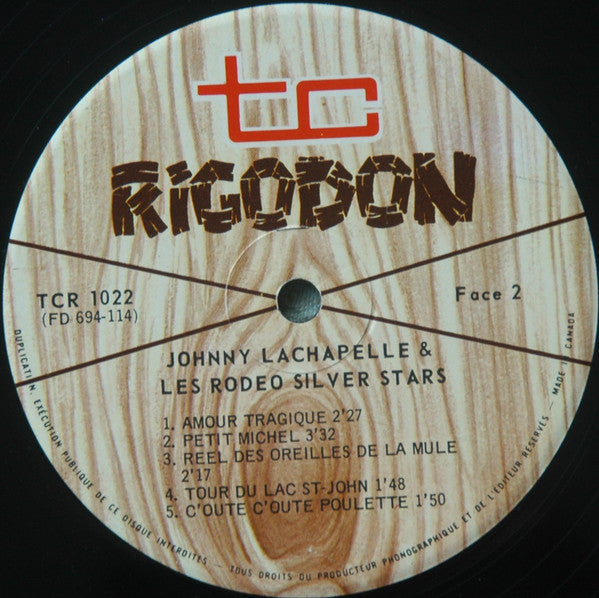 tc
RIGODON
TCR 1022
(FD 694-114)
Face 2
JOHNNY LACHAPELLE &
LES RODEO SILVER STARS
1. AMOUR TRAGIQUE 2'27
2. PETIT MICHEL 3'32
3. REEL DES OREILLES DE LA MULE
2'17
4. TOUR DU LAC ST-JOHN 1'48
5. C'OUTE C'OUTE POULETTE 1'50
DUPLICATION, EXÉCUTION PUBLIQUE DE CE DISQUE INTERDITES - TOUS DROITS DU PRODUCTEUR PHONOGRAPHIQUE ET DE L'ÉDITEUR RÉSERVÉS - MADE IN CANADA